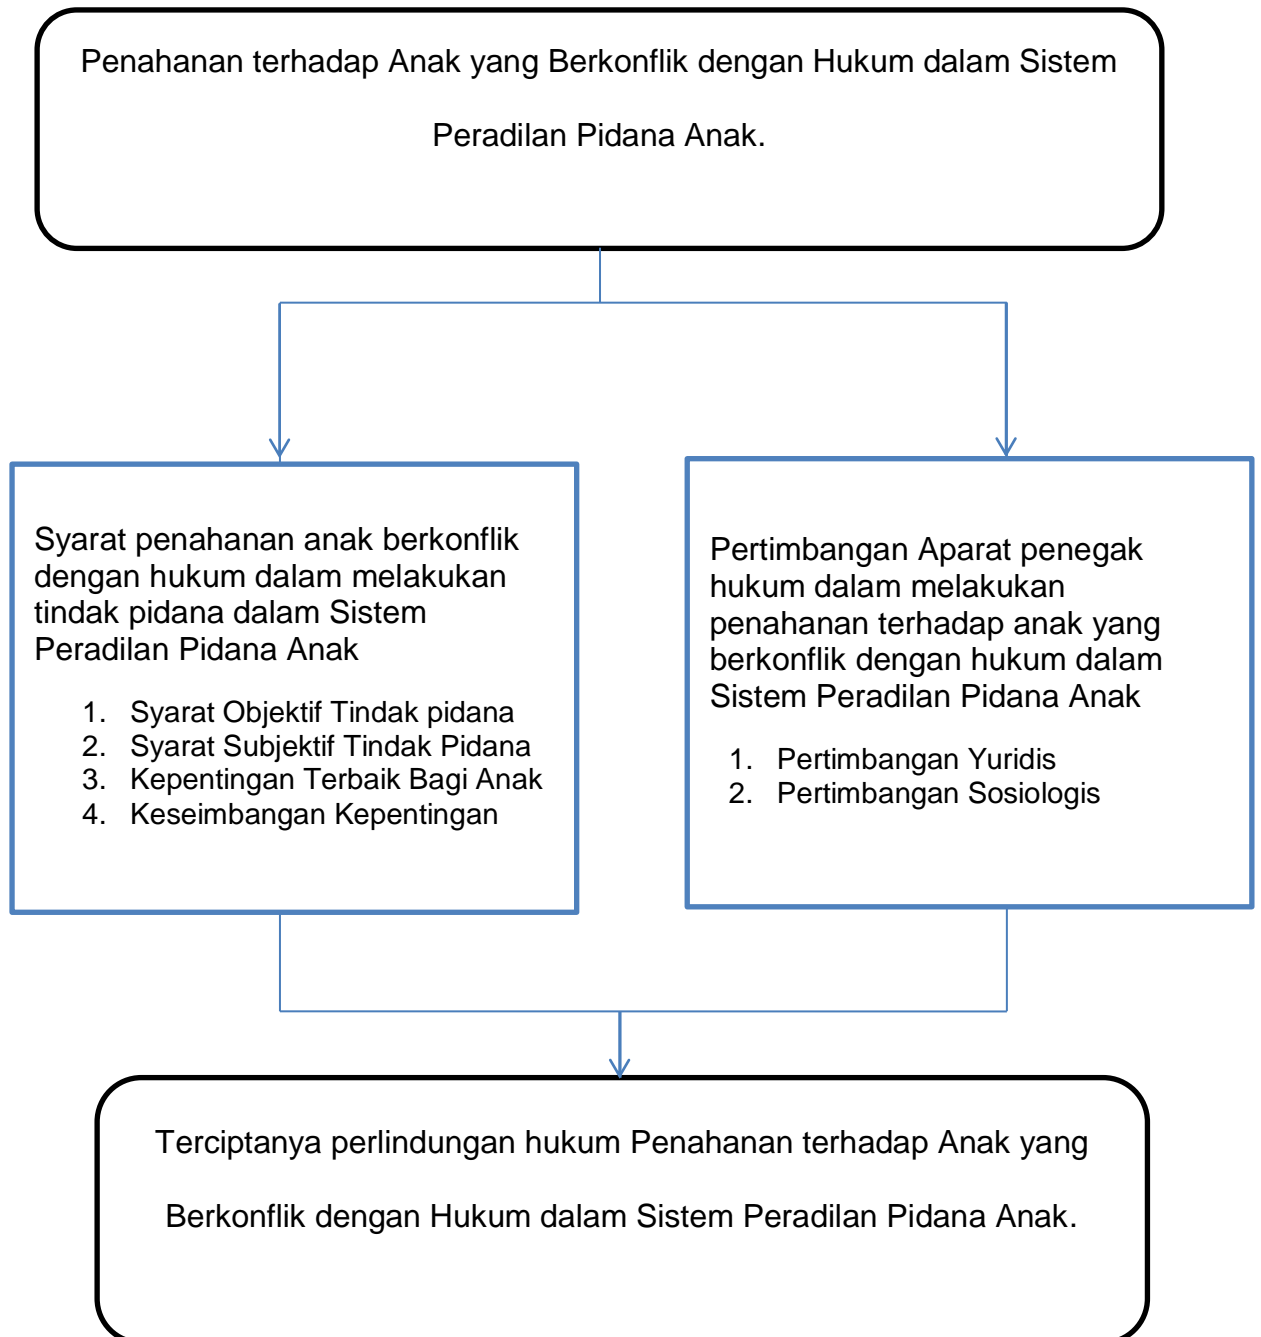 Penahanan terhadap Anak yang Berkonflik dengan Hukum dalam Sistem
Peradilan Pidana Anak.
Syarat penahanan anak berkonflik
dengan hukum dalam melakukan
tindak pidana dalam Sistem
Peradilan Pidana Anak
1. Syarat Objektif Tindak pidana
2. Syarat Subjektif Tindak Pidana
3. Kepentingan Terbaik Bagi Anak
4. Keseimbangan Kepentingan
Pertimbangan Aparat penegak
hukum dalam melakukan
penahanan terhadap anak yang
berkonflik dengan hukum dalam
Sistem Peradilan Pidana Anak
1. Pertimbangan Yuridis
2. Pertimbangan Sosiologis
Terciptanya perlindungan hukum Penahanan terhadap Anak yang
Berkonflik dengan Hukum dalam Sistem Peradilan Pidana Anak.